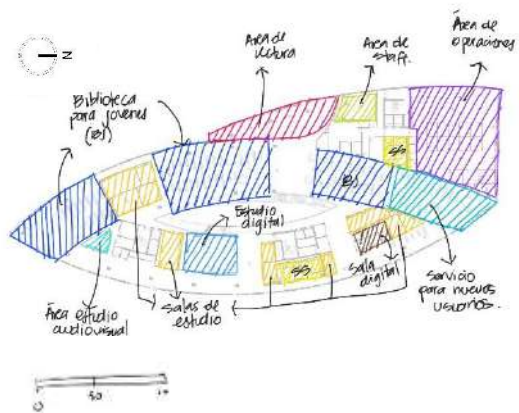 N
Área de
lectura
Área de
staff.
Área de
operaciones
Biblioteca
para jóvenes
(BJ)
SS
BJ
Estudio
digital
SS
Sala
digital
Servicio
para nuevos
usuarios.
Salas de
estudio
Área estudio
audiovisual
0
50